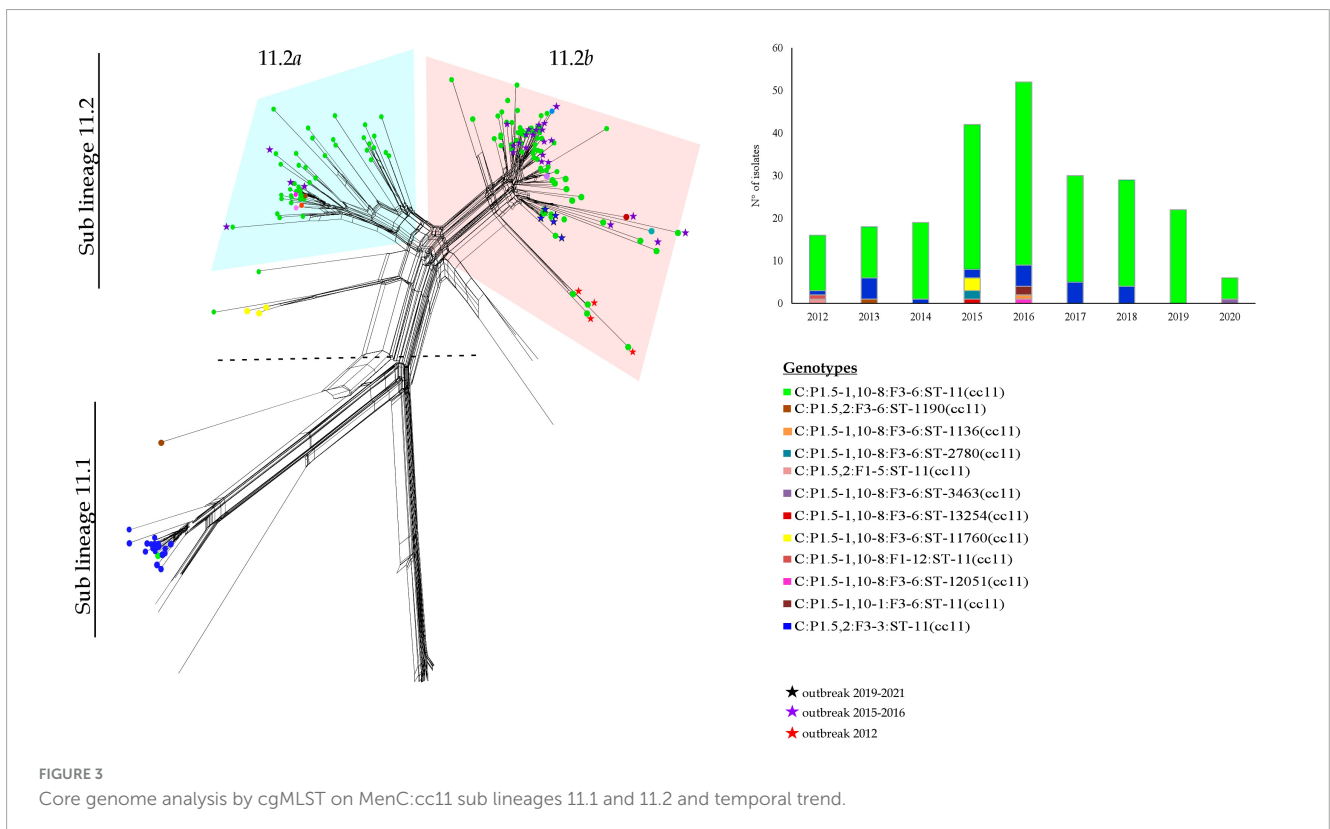 11.2a
11.2b
Sub lineage 11.2
Sub lineage 11.1
60
50
40
30
20
10
0
N° of isolates
2012 2013 2014 2015 2016 2017 2018 2019 2020
Genotypes
C:P1.5-1,10-8:F3-6:ST-11(cc11)
C:P1.5,2:F3-6:ST-1190(cc11)
C:P1.5-1,10-8:F3-6:ST-1136(cc11)
C:P1.5-1,10-8:F3-6:ST-2780(cc11)
C:P1.5,2:F1-5:ST-11(cc11)
C:P1.5-1,10-8:F3-6:ST-3463(cc11)
C:P1.5-1,10-8:F3-6:ST-13254(cc11)
C:P1.5-1,10-8:F3-6:ST-11760(cc11)
C:P1.5-1,10-8:F1-12:ST-11(cc11)
C:P1.5-1,10-8:F3-6:ST-12051(cc11)
C:P1.5-1,10-1:F3-6:ST-11(cc11)
C:P1.5,2:F3-3:ST-11(cc11)
outbreak 2019-2021
outbreak 2015-2016
outbreak 2012
FIGURE 3
Core genome analysis by cgMLST on MenC:cc11 sub lineages 11.1 and 11.2 and temporal trend.